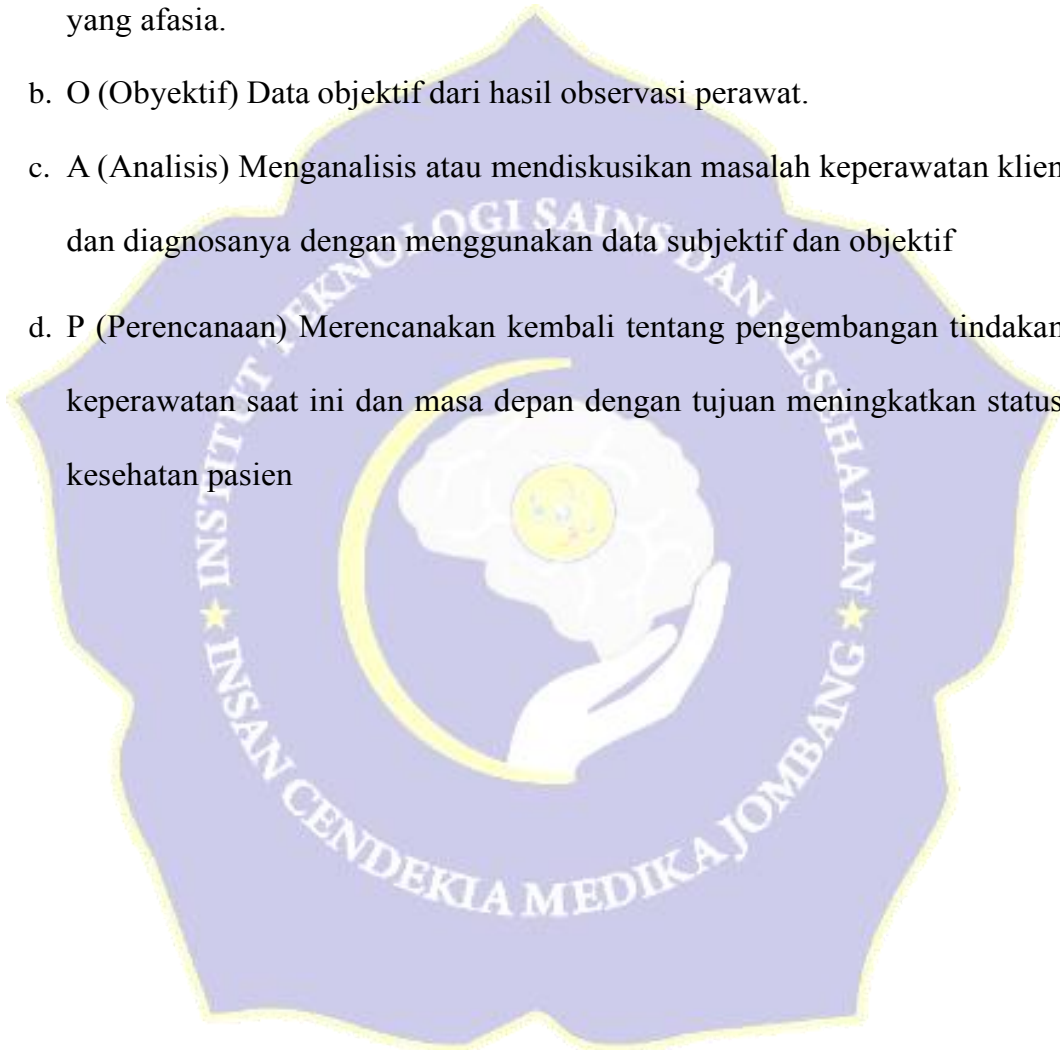 yang afasia.
b. O (Obyektif) Data objektif dari hasil observasi perawat.
c. A (Analisis) Menganalisis atau mendiskusikan masalah keperawatan klien
dan diagnosanya dengan menggunakan data subjektif dan objektif
d. P (Perencanaan) Merencanakan kembali tentang pengembangan tindakan
keperawatan saat ini dan masa depan dengan tujuan meningkatkan status
kesehatan pasien
INSTITUT TEKNOLOGI SAINS DAN KESEHATAN
INSAN CENDEKIA MEDIKA JOMBANG